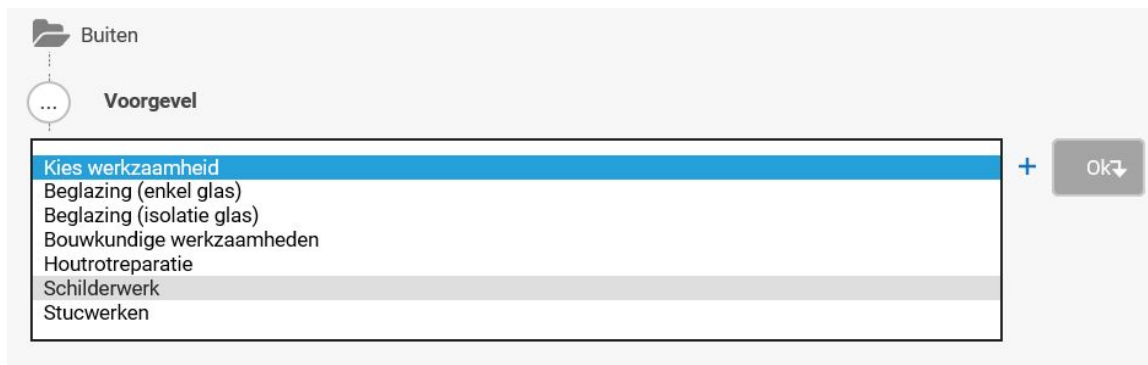 Buiten
...
Voorgevel
Kies werkzaamheid
Beglazing (enkel glas)
Beglazing (isolatie glas)
Bouwkundige werkzaamheden
Houtrotreparatie
Schilderwerk
Stucwerken
+
Ok